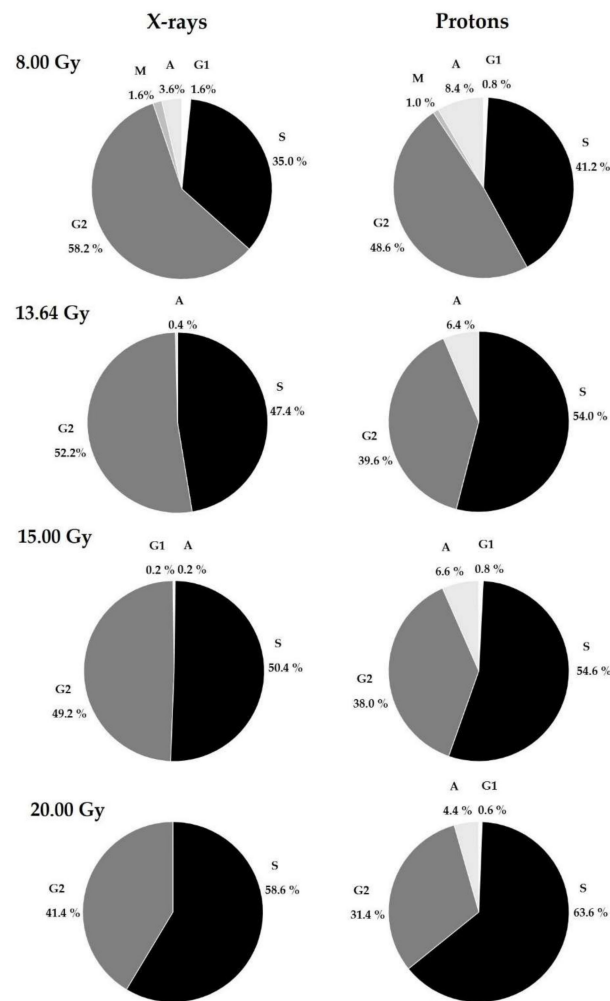 X-rays
Protons
8.00 Gy
M
1.6%
A
3.6%
G1
1.6%
S
35.0 %
G2
58.2 %
M
1.0 %
A
8.4 %
G1
0.8 %
S
41.2 %
G2
48.6 %
13.64 Gy
A
0.4 %
S
47.4 %
G2
52.2%
A
6.4 %
S
54.0 %
G2
39.6 %
15.00 Gy
G1
0.2 %
A
0.2 %
S
50.4 %
G2
49.2 %
A
6.6 %
G1
0.8 %
S
54.6 %
G2
38.0 %
20.00 Gy
S
58.6 %
G2
41.4 %
A
4.4 %
G1
0.6 %
S
63.6 %
G2
31.4 %